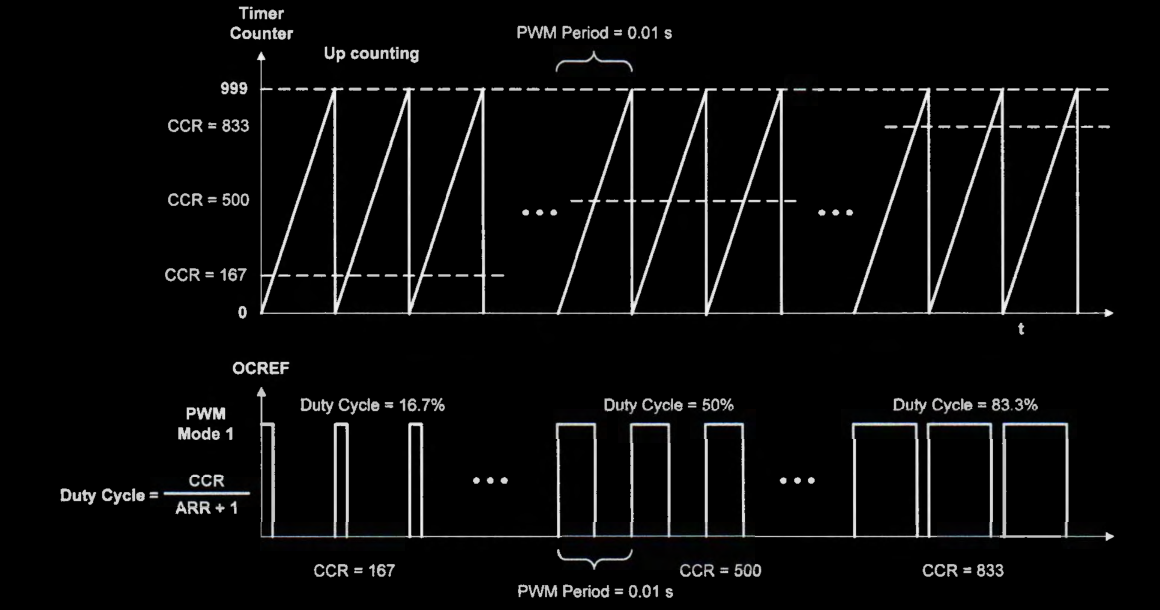 Timer
Counter
PWM Period = 0.01 s
Up counting
999
CCR = 833
CCR = 500
CCR = 167
0
t
OCREF
PWM
Mode 1
Duty Cycle = 16.7%
Duty Cycle = 50%
Duty Cycle = 83.3%
Duty Cycle = CCR
ARR + 1
CCR = 167
CCR = 500
CCR = 833
PWM Period = 0.01 s